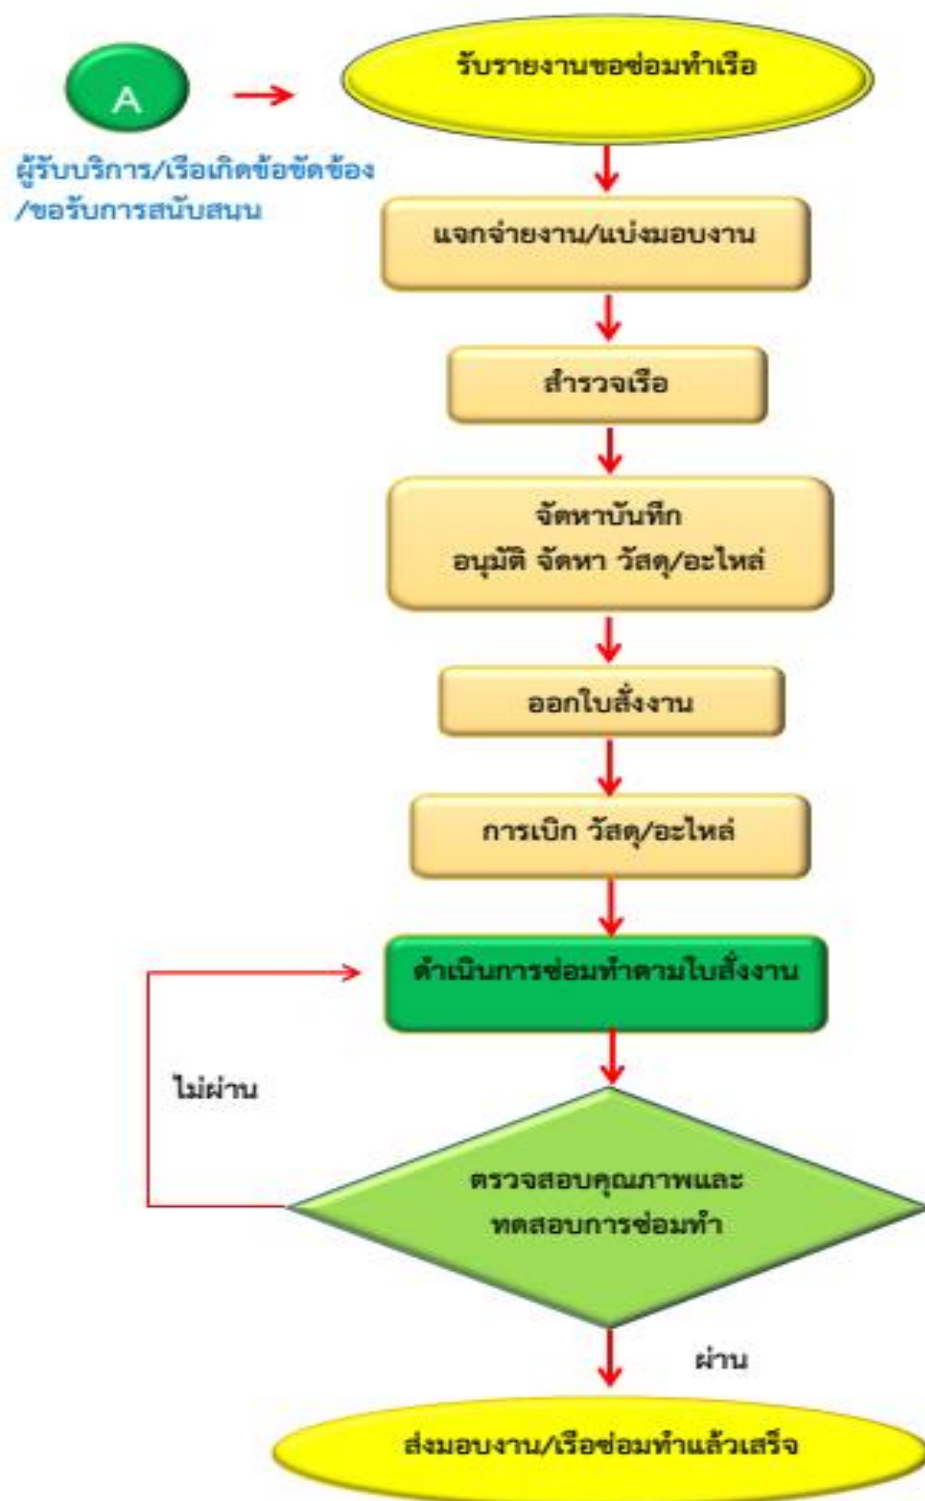 A
รับรายงานขอซ่อมทำเรือ
ผู้รับบริการ/เรือเกิดข้อขัดข้อง
/ขอรับการสนับสนุน
แจกจ่ายงาน/แบ่งมอบงาน
สำรวจเรือ
จัดหาบันทึก
อนุมัติ จัดหา วัสดุ/อะไหล่
ออกใบสั่งงาน
การเบิก วัสดุ/อะไหล่
ดำเนินการซ่อมทำตามใบสั่งงาน
ไม่ผ่าน
ตรวจสอบคุณภาพและ
ทดสอบการซ่อมทำ
ผ่าน
ส่งมอบงาน/เรือซ่อมทำแล้วเสร็จ